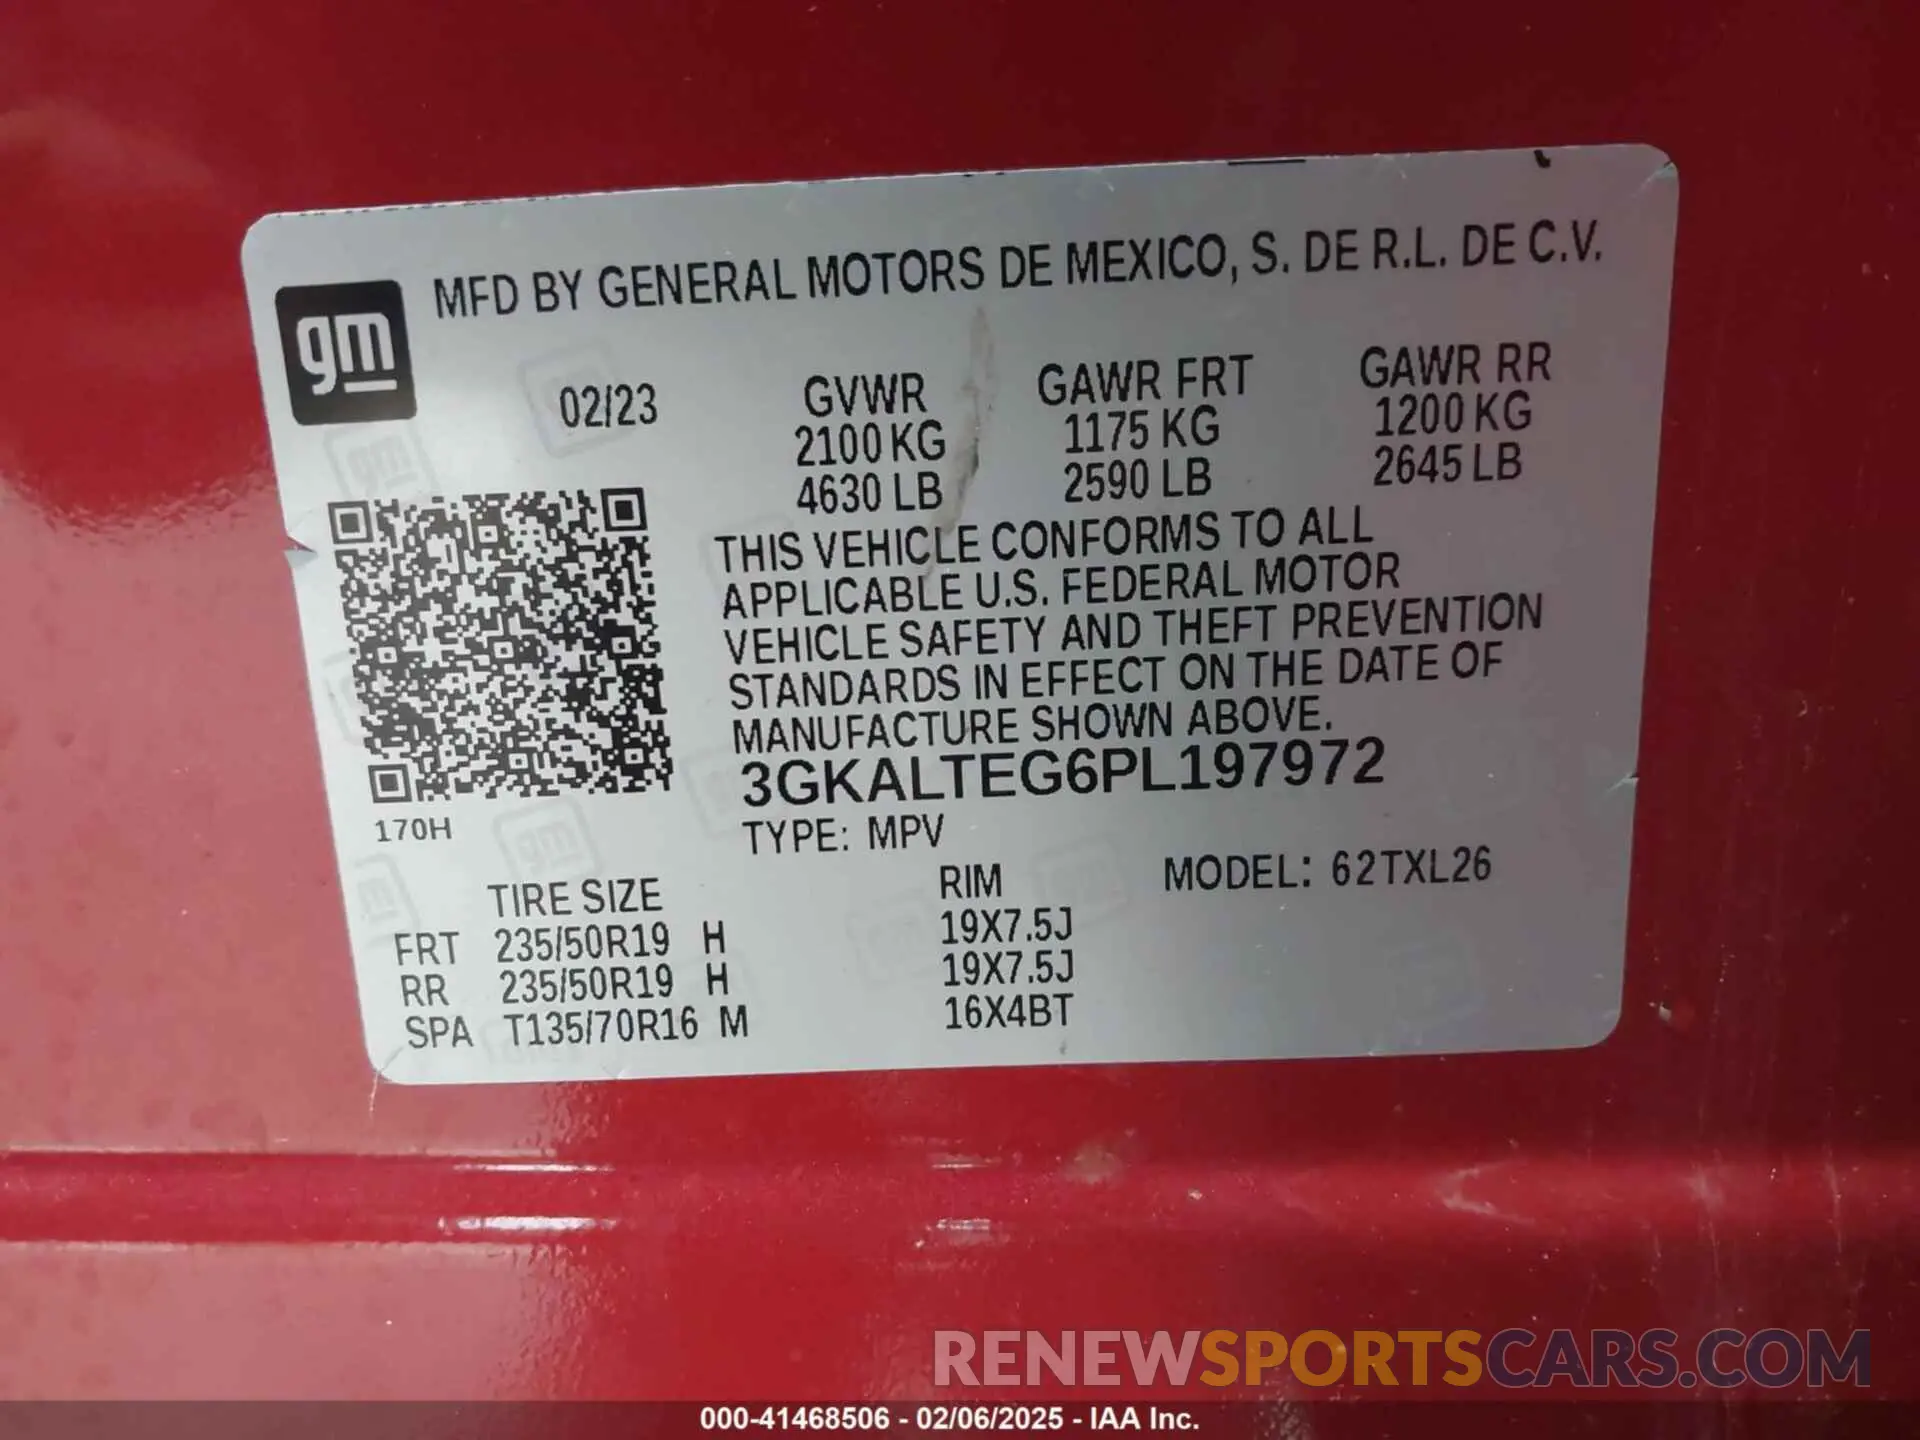 MFD BY GENERAL MOTORS DE MEXICO, S. DE R.L. DE C.V.
gm
02/23
GVWR
2100 KG
4630 LB
GAWR FRT
1175 KG
2590 LB
GAWR RR
1200 KG
2645 LB
THIS VEHICLE CONFORMS TO ALL
APPLICABLE U.S. FEDERAL MOTOR
VEHICLE SAFETY AND THEFT PREVENTION
STANDARDS IN EFFECT ON THE DATE OF
MANUFACTURE SHOWN ABOVE.
3GKALTEG6PL197972
170H
TYPE: MPV
MODEL: 62TXL26
TIRE SIZE RIM
FRT 235/50R19 H 19X7.5J
RR 235/50R19 H 19X7.5J
SPA T135/70R16 M 16X4BT
RENEWSPORTSCARS.COM
000-41468506 - 02/06/2025 - IAA Inc.